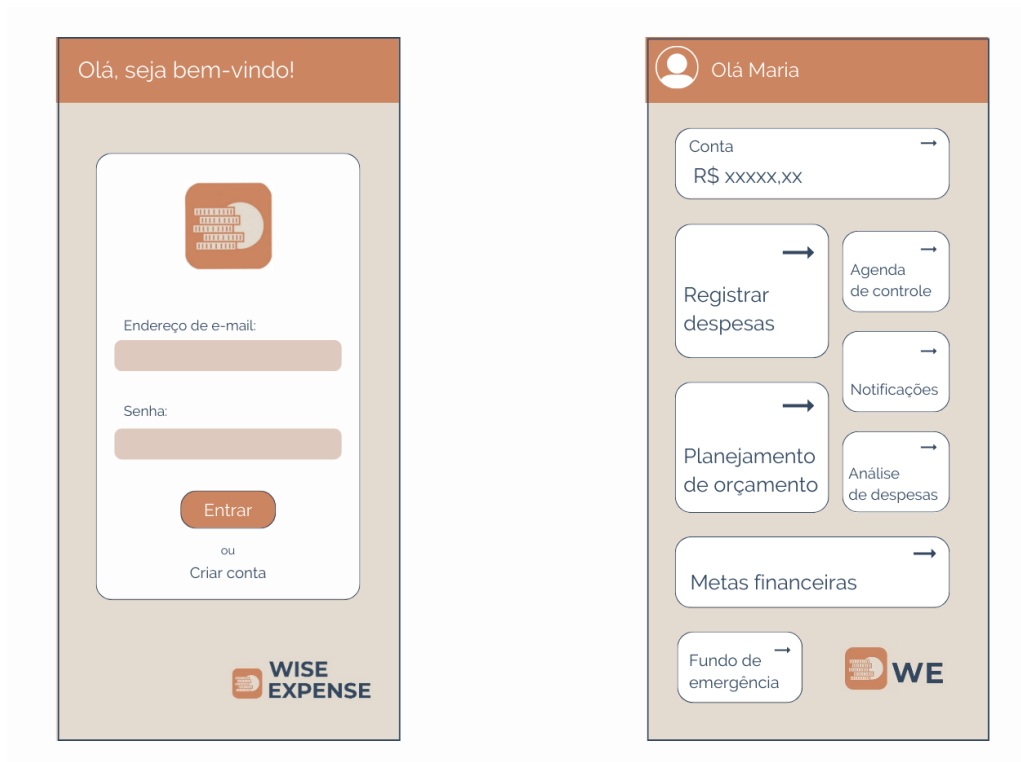 Olá, seja bem-vindo!
Endereço de e-mail:
Senha:
Entrar
ou
Criar conta
WISE
EXPENSE
Olá Maria
Conta
R$ xxxxx,xx
Registrar
despesas
Agenda
de controle
Notificações
Planejamento
de orçamento
Análise
de despesas
Metas financeiras
Fundo de
emergência
WE